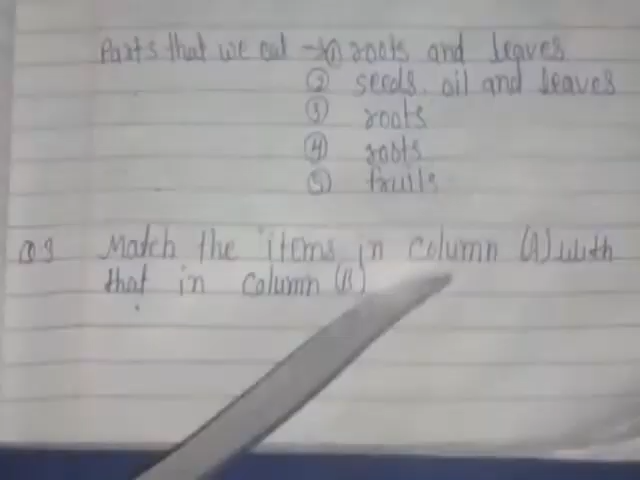 Parts that we eat → ① roots and leaves
② seeds, oil and leaves
③ roots
④ roots
⑤ fruits
Q3 Match the items in column (A) with
that in column (B)